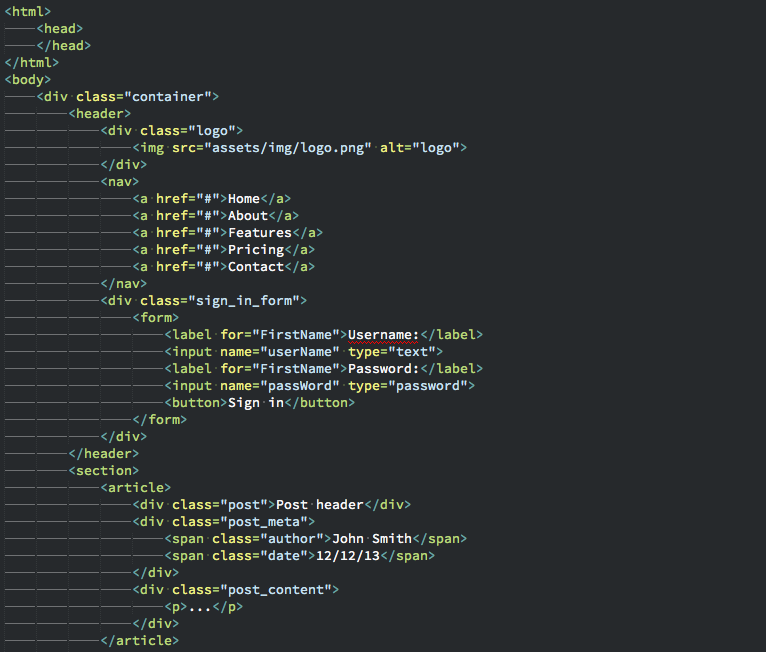 <html>
<head>
</head>
</html>
<body>
<div class="container">
<header>
<div class="logo">
<img src="assets/img/logo.png" alt="logo">
</div>
<nav>
<a href="#">Home</a>
<a href="#">About</a>
<a href="#">Features</a>
<a href="#">Pricing</a>
<a href="#">Contact</a>
</nav>
<div class="sign_in_form">
<form>
<label for="FirstName">Username:</label>
<input name="userName" type="text">
<label for="FirstName">Password:</label>
<input name="passWord" type="password">
<button>Sign in</button>
</form>
</div>
</header>
<section>
<article>
<div class="post">Post header</div>
<div class="post_meta">
<span class="author">John Smith</span>
<span class="date">12/12/13</span>
</div>
<div class="post_content">
<p>...</p>
</div>
</article>